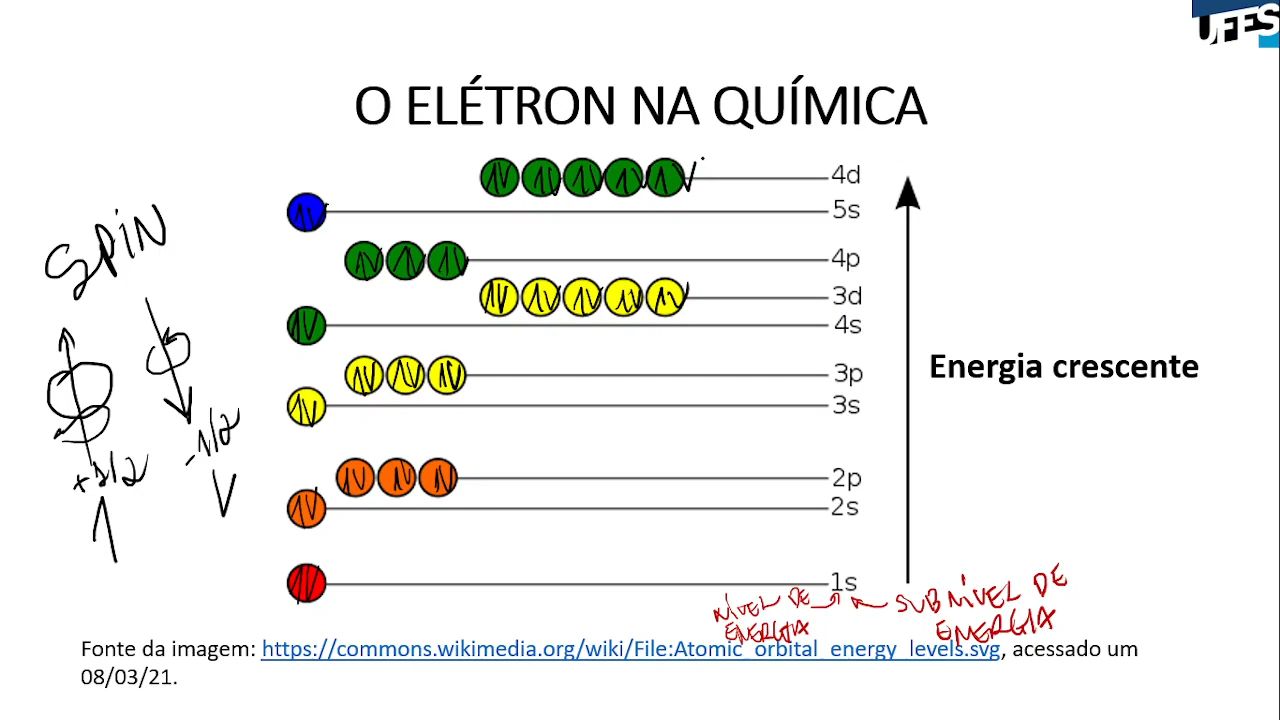 UFES
O ELÉTRON NA QUÍMICA
4d
5s
4p
3d
4s
3p
3s
2p
2s
1s
Energia crescente
SPIN
+1/2
-1/2
NÍVEL DE
ENERGIA
SUBNÍVEL DE
ENERGIA
Fonte da imagem: https://commons.wikimedia.org/wiki/File:Atomic_orbital_energy_levels.svg, acessado um
08/03/21.